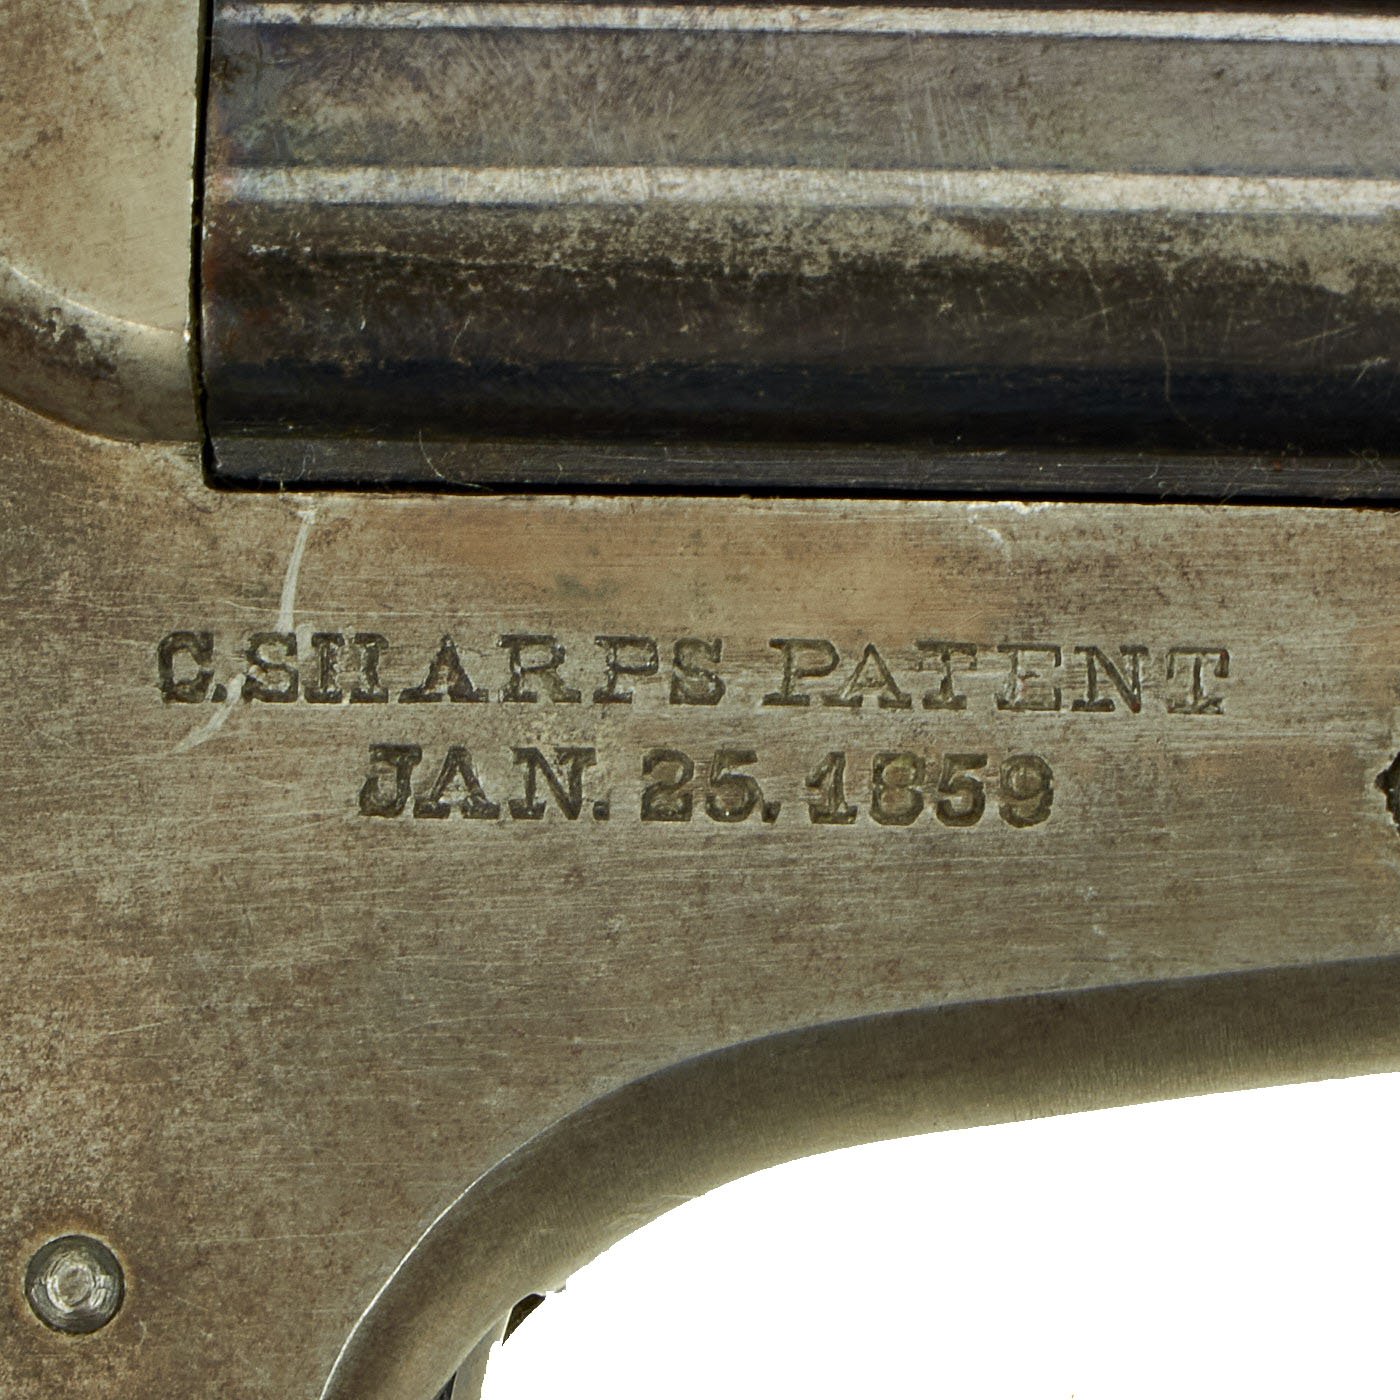 C. SHARPS PATENT
JAN. 25. 1859